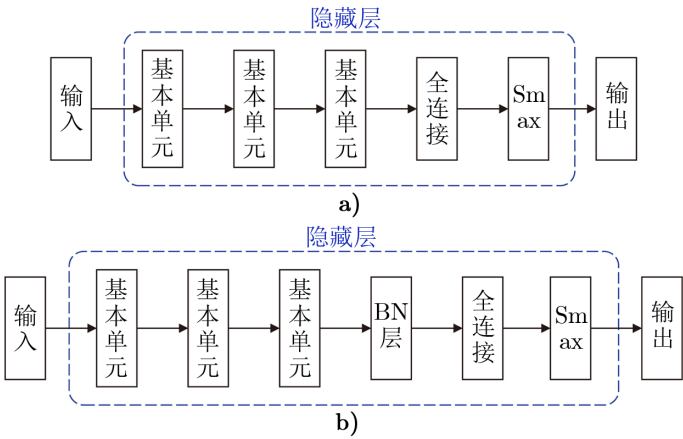 隐藏层
输入
基本单元
基本单元
基本单元
全连接
Sm
ax
输出
a)
隐藏层
输入
基本单元
基本单元
基本单元
BN
层
全连接
Sm
ax
输出
b)